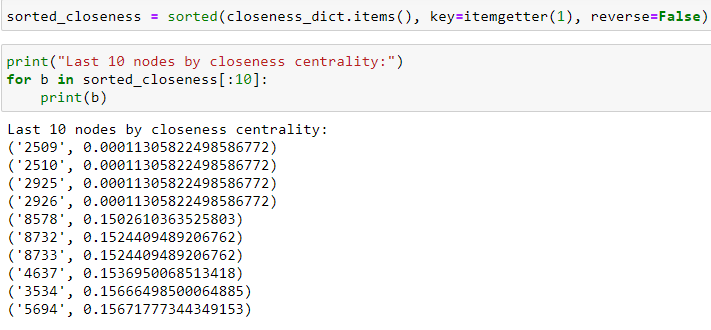 sorted_closeness = sorted(closeness_dict.items(), key=itemgetter(1), reverse=False)
print("Last 10 nodes by closeness centrality:")
for b in sorted_closeness[:10]:
    print(b)
Last 10 nodes by closeness centrality:
('2509', 0.00011305822498586772)
('2510', 0.00011305822498586772)
('2925', 0.00011305822498586772)
('2926', 0.00011305822498586772)
('8578', 0.1502610363525803)
('8732', 0.1524409489206762)
('8733', 0.1524409489206762)
('4637', 0.1536950068513418)
('3534', 0.15666498500064885)
('5694', 0.15671777344349153)